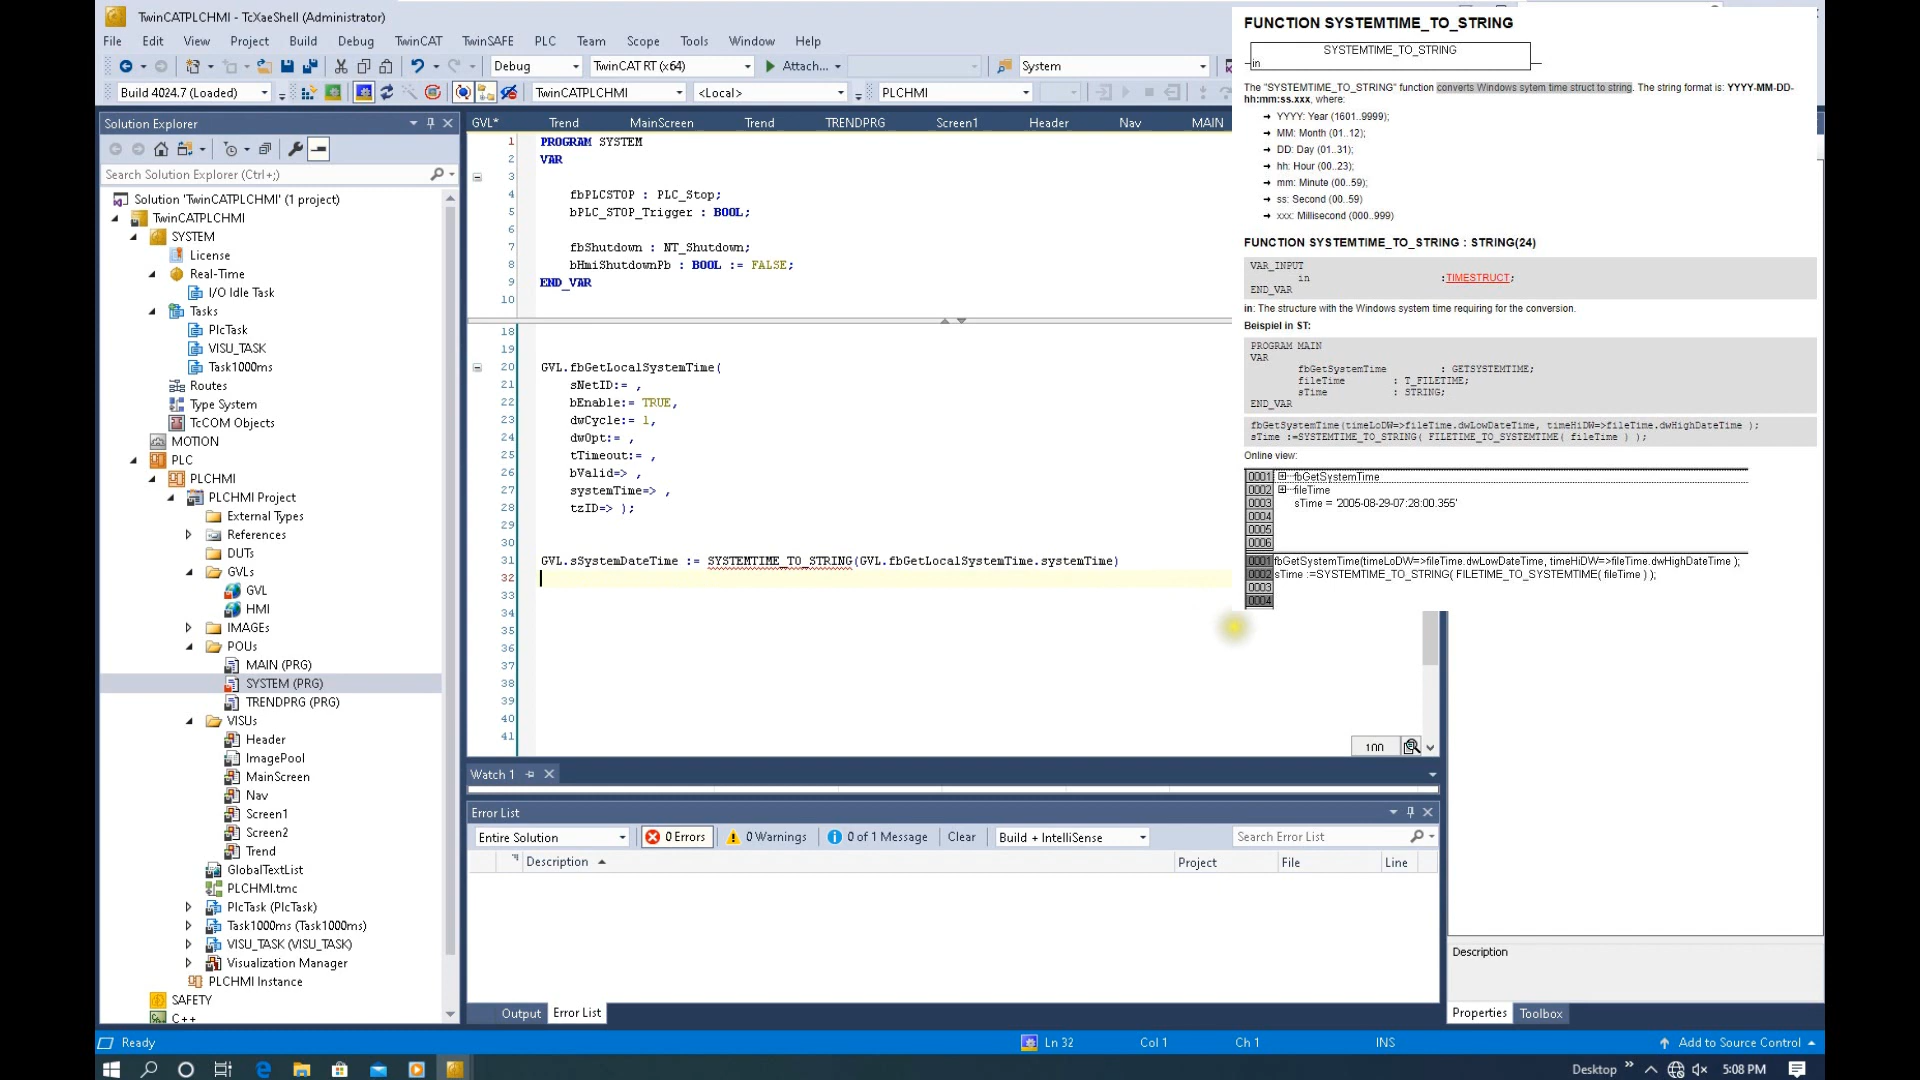 TwinCATPLCHMI - TcXaeShell (Administrator)
File Edit View Project Build Debug TwinCAT TwinSAFE PLC Team Scope Tools Window Help
Debug TwinCAT RT (x64) Attach... System
Build 4024.7 (Loaded) TwinCATPLCHMI <Local> PLCHMI
Solution Explorer
Search Solution Explorer (Ctrl+;)
Solution 'TwinCATPLCHMI' (1 project)
TwinCATPLCHMI
SYSTEM
License
Real-Time
I/O Idle Task
Tasks
PlcTask
VISU_TASK
Task1000ms
Routes
Type System
TcCOM Objects
MOTION
PLC
PLCHMI
PLCHMI Project
External Types
References
DUTs
GVLs
GVL
HMI
IMAGEs
POUs
MAIN (PRG)
SYSTEM (PRG)
TRENDPRG (PRG)
VISUs
Header
ImagePool
MainScreen
Nav
Screen1
Screen2
Trend
GlobalTextList
PLCHMI.tmc
PlcTask (PlcTask)
Task1000ms (Task1000ms)
VISU_TASK (VISU_TASK)
Visualization Manager
PLCHMI Instance
SAFETY
C++
GVL* Trend MainScreen Trend TRENDPRG Screen1 Header Nav MAIN
1 PROGRAM SYSTEM
2 VAR
3
4 fbPLCSTOP : PLC_Stop;
5 bPLC_STOP_Trigger : BOOL;
6
7 fbShutdown : NT_Shutdown;
8 bHmiShutdownPb : BOOL := FALSE;
9 END_VAR
10
18
19
20 GVL.fbGetLocalSystemTime(
21 sNetID:= ,
22 bEnable:= TRUE,
23 dwCycle:= 1,
24 dwOpt:= ,
25 tTimeout:= ,
26 bValid=> ,
27 systemTime=> ,
28 tzID=> );
29
30
31 GVL.sSystemDateTime := SYSTEMTIME_TO_STRING(GVL.fbGetLocalSystemTime.systemTime)
32
33
34
35
36
37
38
39
40
41
100
Watch 1
Error List
Entire Solution 0 Errors 0 Warnings 0 of 1 Message Clear Build + IntelliSense Search Error List
Description Project File Line
Output Error List
FUNCTION SYSTEMTIME_TO_STRING
SYSTEMTIME_TO_STRING
in
The "SYSTEMTIME_TO_STRING" function converts Windows sytem time struct to string. The string format is: YYYY-MM-DD-
hh:mm:ss.xxx, where:
➔ YYYY: Year (1601..9999);
➔ MM: Month (01..12);
➔ DD: Day (01..31);
➔ hh: Hour (00..23);
➔ mm: Minute (00..59);
➔ ss: Second (00..59)
➔ xxx: Millisecond (000..999)
FUNCTION SYSTEMTIME_TO_STRING : STRING(24)
VAR_INPUT
in :TIMESTRUCT;
END_VAR
in: The structure with the Windows system time requiring for the conversion.
Beispiel in ST:
PROGRAM MAIN
VAR
fbGetSystemTime : GETSYSTEMTIME;
fileTime : T_FILETIME;
sTime : STRING;
END_VAR
fbGetSystemTime(timeLoDW=>fileTime.dwLowDateTime, timeHiDW=>fileTime.dwHighDateTime );
sTime :=SYSTEMTIME_TO_STRING( FILETIME_TO_SYSTEMTIME( fileTime ) );
Online view:
0001 fbGetSystemTime
0002 fileTime
0003 sTime = '2005-08-29-07:28:00.355'
0004
0005
0006
0001 fbGetSystemTime(timeLoDW=>fileTime.dwLowDateTime, timeHiDW=>fileTime.dwHighDateTime );
0002 sTime :=SYSTEMTIME_TO_STRING( FILETIME_TO_SYSTEMTIME( fileTime ) );
0003
0004
Description
Properties Toolbox
Ready Ln 32 Col 1 Ch 1 INS Add to Source Control
Desktop 5:08 PM